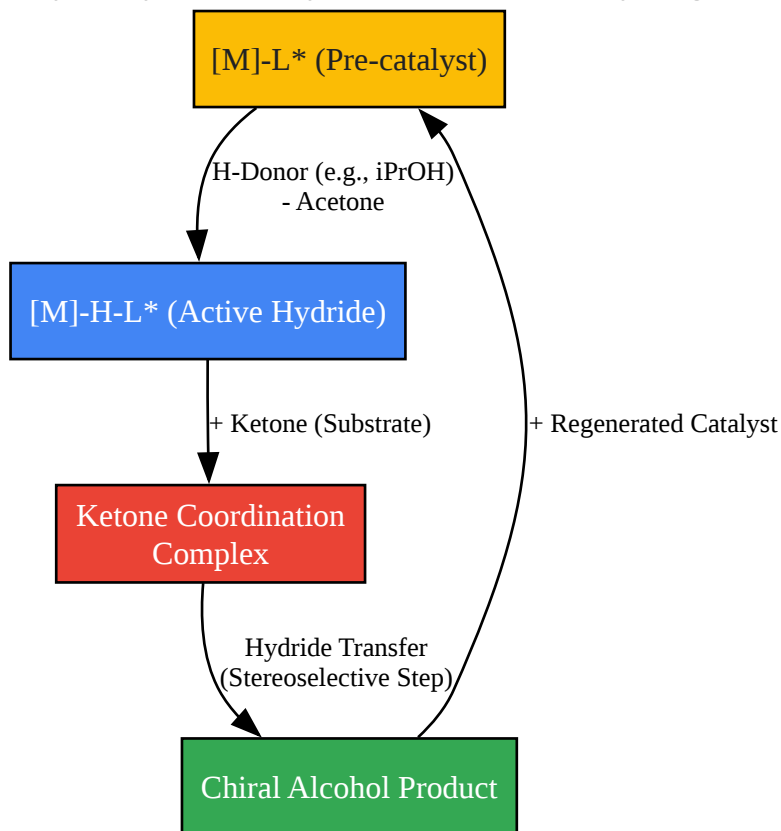 [M]-L* (Pre-catalyst)
H-Donor (e.g., iPrOH)
- Acetone
[M]-H-L* (Active Hydride)
+ Ketone (Substrate)
+ Regenerated Catalyst
Ketone Coordination
Complex
Hydride Transfer
(Stereoselective Step)
Chiral Alcohol Product